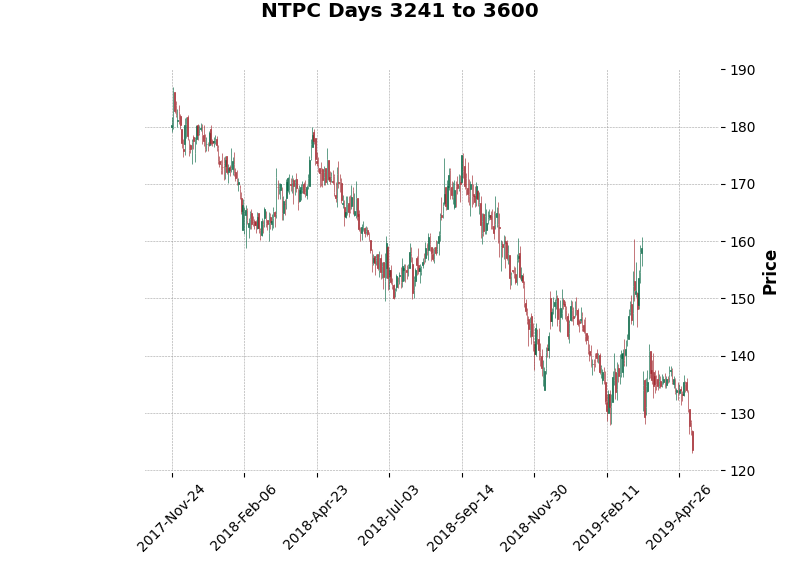 NTPC Days 3241 to 3600
190
180
170
160
150
140
130
120
Price
2017-Nov-24
2018-Feb-06
2018-Apr-23
2018-Jul-03
2018-Sep-14
2018-Nov-30
2019-Feb-11
2019-Apr-26